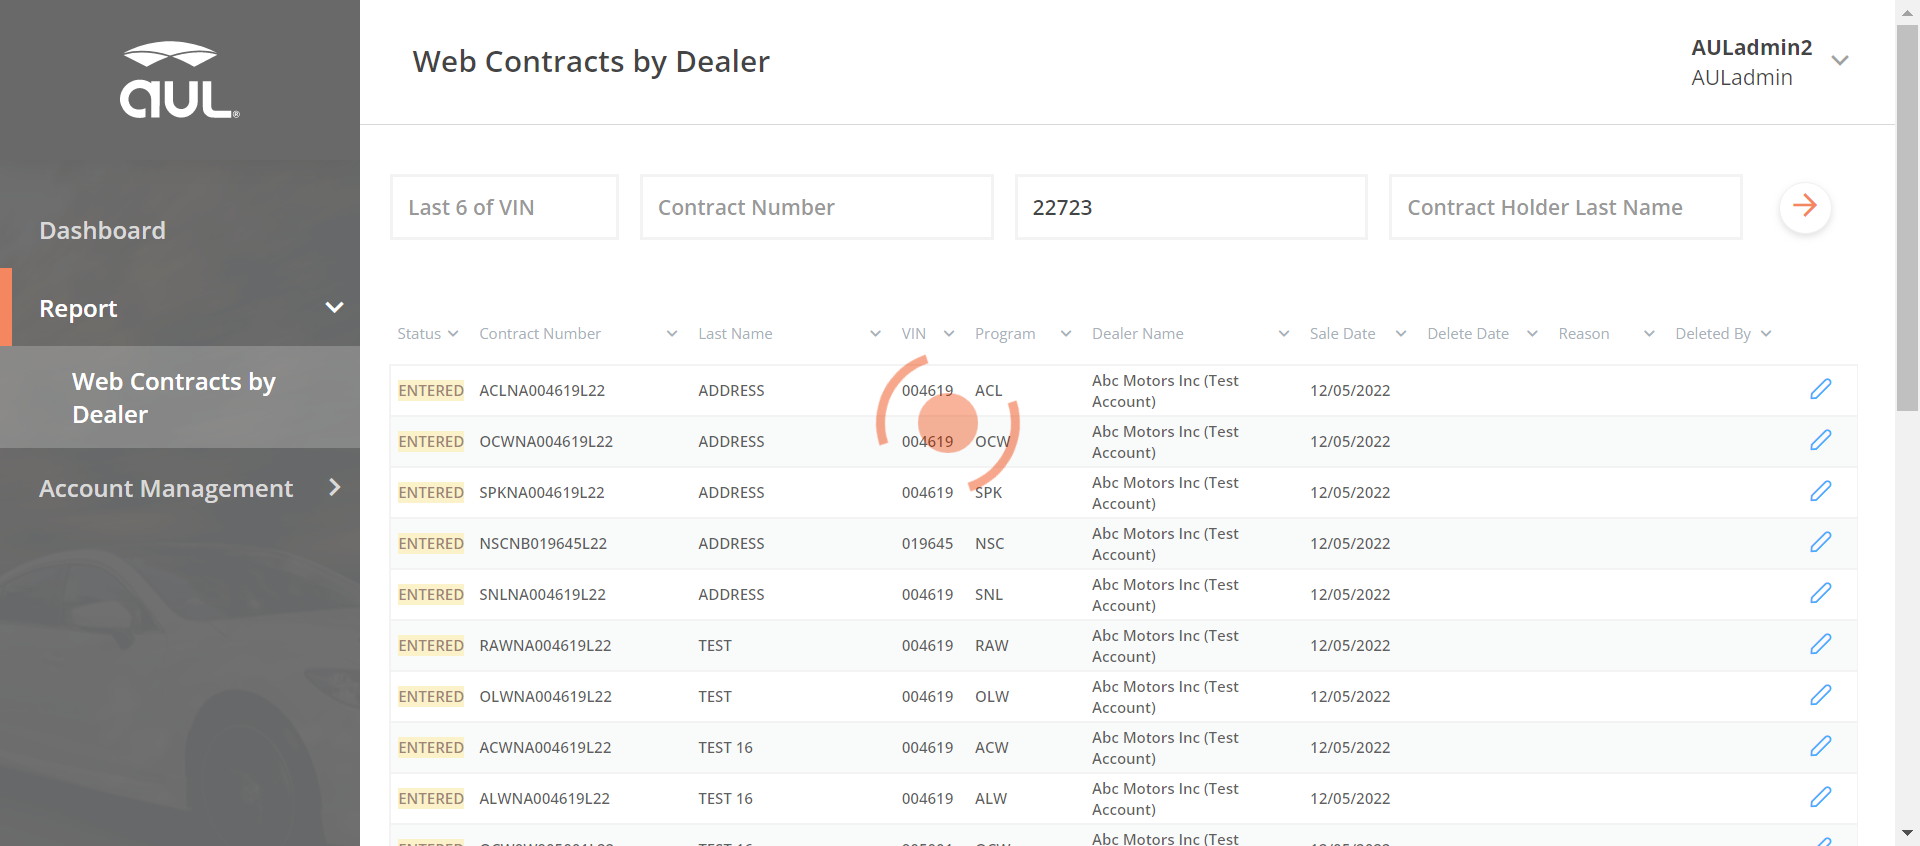 aul®
Web Contracts by Dealer
AULadmin2
AULadmin
Dashboard
Report
Web Contracts by
Dealer
Account Management
Last 6 of VIN
Contract Number
22723
Contract Holder Last Name
Status Contract Number Last Name VIN Program Dealer Name Sale Date Delete Date Reason Deleted By
ENTERED ACLNA004619L22 ADDRESS 004619 ACL Abc Motors Inc (Test Account) 12/05/2022
ENTERED OCWNA004619L22 ADDRESS 004619 OCW Abc Motors Inc (Test Account) 12/05/2022
ENTERED SPKNA004619L22 ADDRESS 004619 SPK Abc Motors Inc (Test Account) 12/05/2022
ENTERED NSCNB019645L22 ADDRESS 019645 NSC Abc Motors Inc (Test Account) 12/05/2022
ENTERED SNLNA004619L22 ADDRESS 004619 SNL Abc Motors Inc (Test Account) 12/05/2022
ENTERED RAWNA004619L22 TEST 004619 RAW Abc Motors Inc (Test Account) 12/05/2022
ENTERED OLWNA004619L22 TEST 004619 OLW Abc Motors Inc (Test Account) 12/05/2022
ENTERED ACWNA004619L22 TEST 16 004619 ACW Abc Motors Inc (Test Account) 12/05/2022
ENTERED ALWNA004619L22 TEST 16 004619 ALW Abc Motors Inc (Test Account) 12/05/2022
Abc Motors Inc (Test